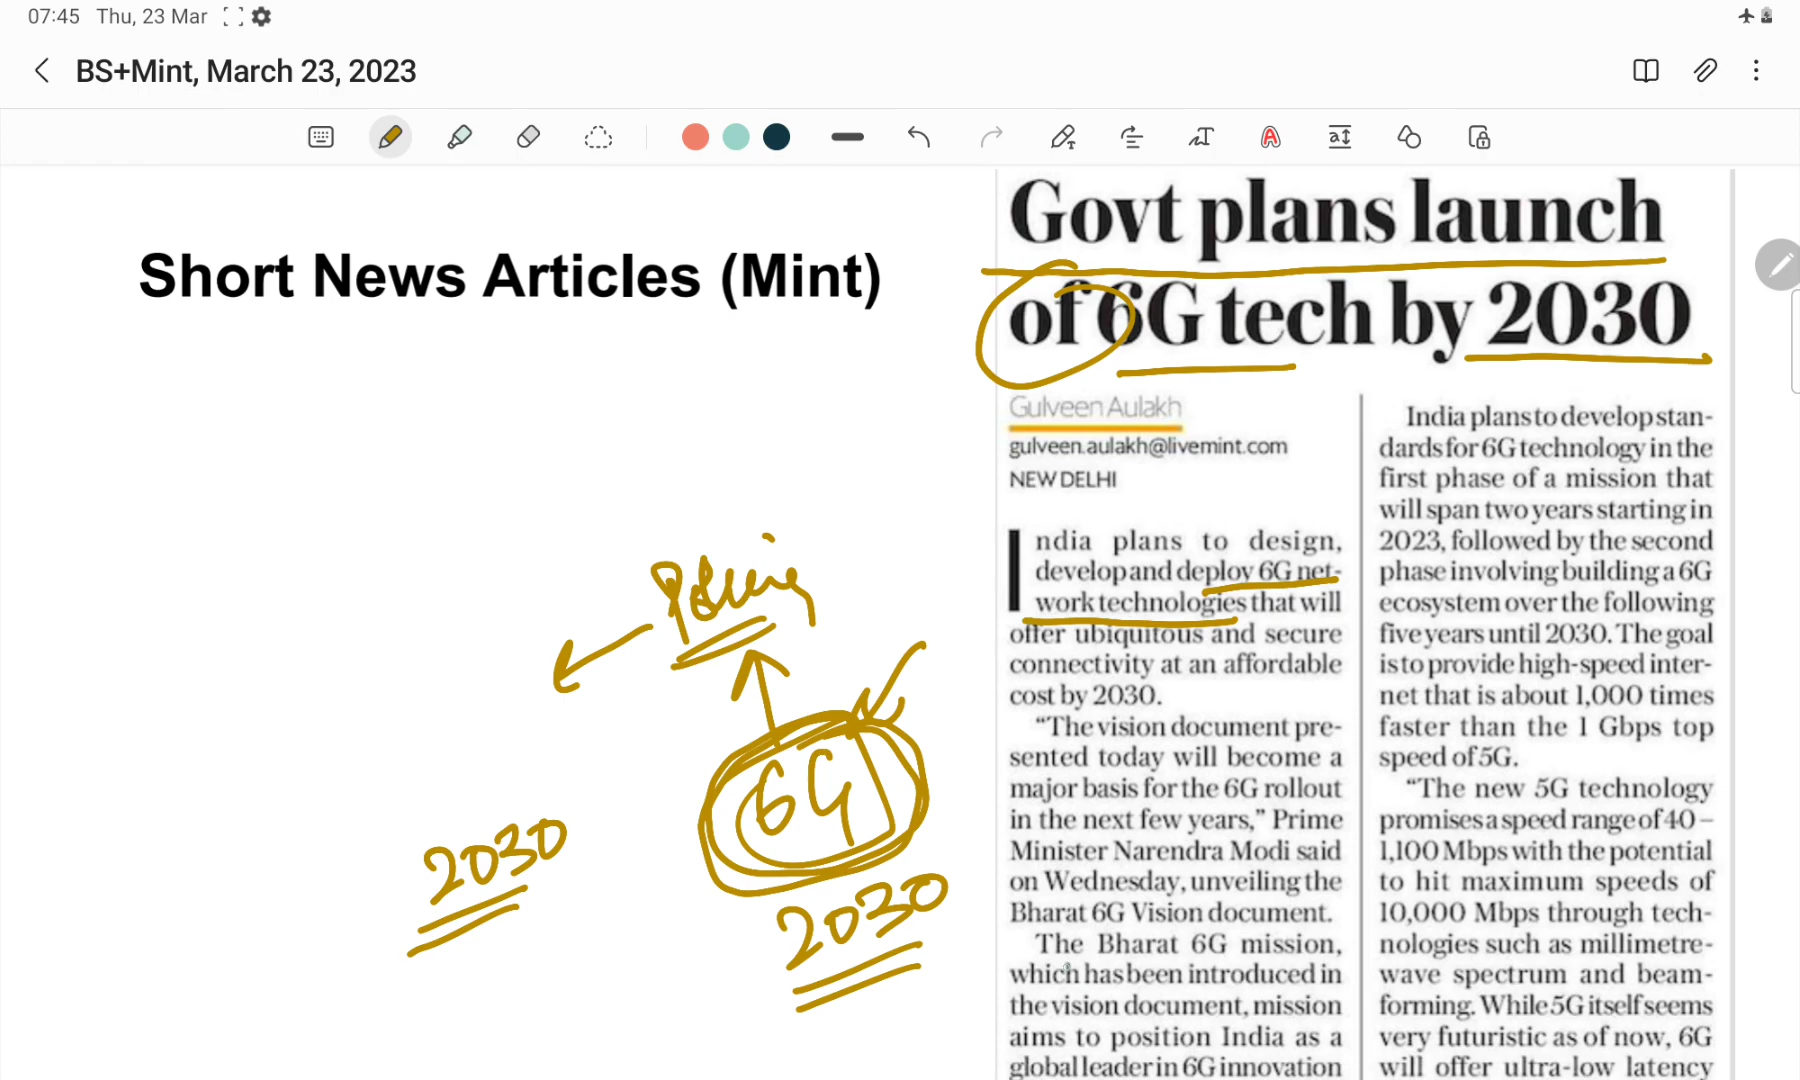 07:45 Thu, 23 Mar
BS+Mint, March 23, 2023
Short News Articles (Mint)
6G
2030
2030
Govt plans launch
of 6G tech by 2030
Gulveen Aulakh
gulveen.aulakh@livemint.com
NEW DELHI
India plans to design,
develop and deploy 6G net-
work technologies that will
offer ubiquitous and secure
connectivity at an affordable
cost by 2030.
“The vision document pre-
sented today will become a
major basis for the 6G rollout
in the next few years,” Prime
Minister Narendra Modi said
on Wednesday, unveiling the
Bharat 6G Vision document.
The Bharat 6G mission,
which has been introduced in
the vision document, mission
aims to position India as a
global leader in 6G innovation
India plans to develop stan-
dards for 6G technology in the
first phase of a mission that
will span two years starting in
2023, followed by the second
phase involving building a 6G
ecosystem over the following
five years until 2030. The goal
is to provide high-speed inter-
net that is about 1,000 times
faster than the 1 Gbps top
speed of 5G.
“The new 5G technology
promises a speed range of 40 –
1,100 Mbps with the potential
to hit maximum speeds of
10,000 Mbps through tech-
nologies such as millimetre-
wave spectrum and beam-
forming. While 5G itself seems
very futuristic as of now, 6G
will offer ultra-low latency